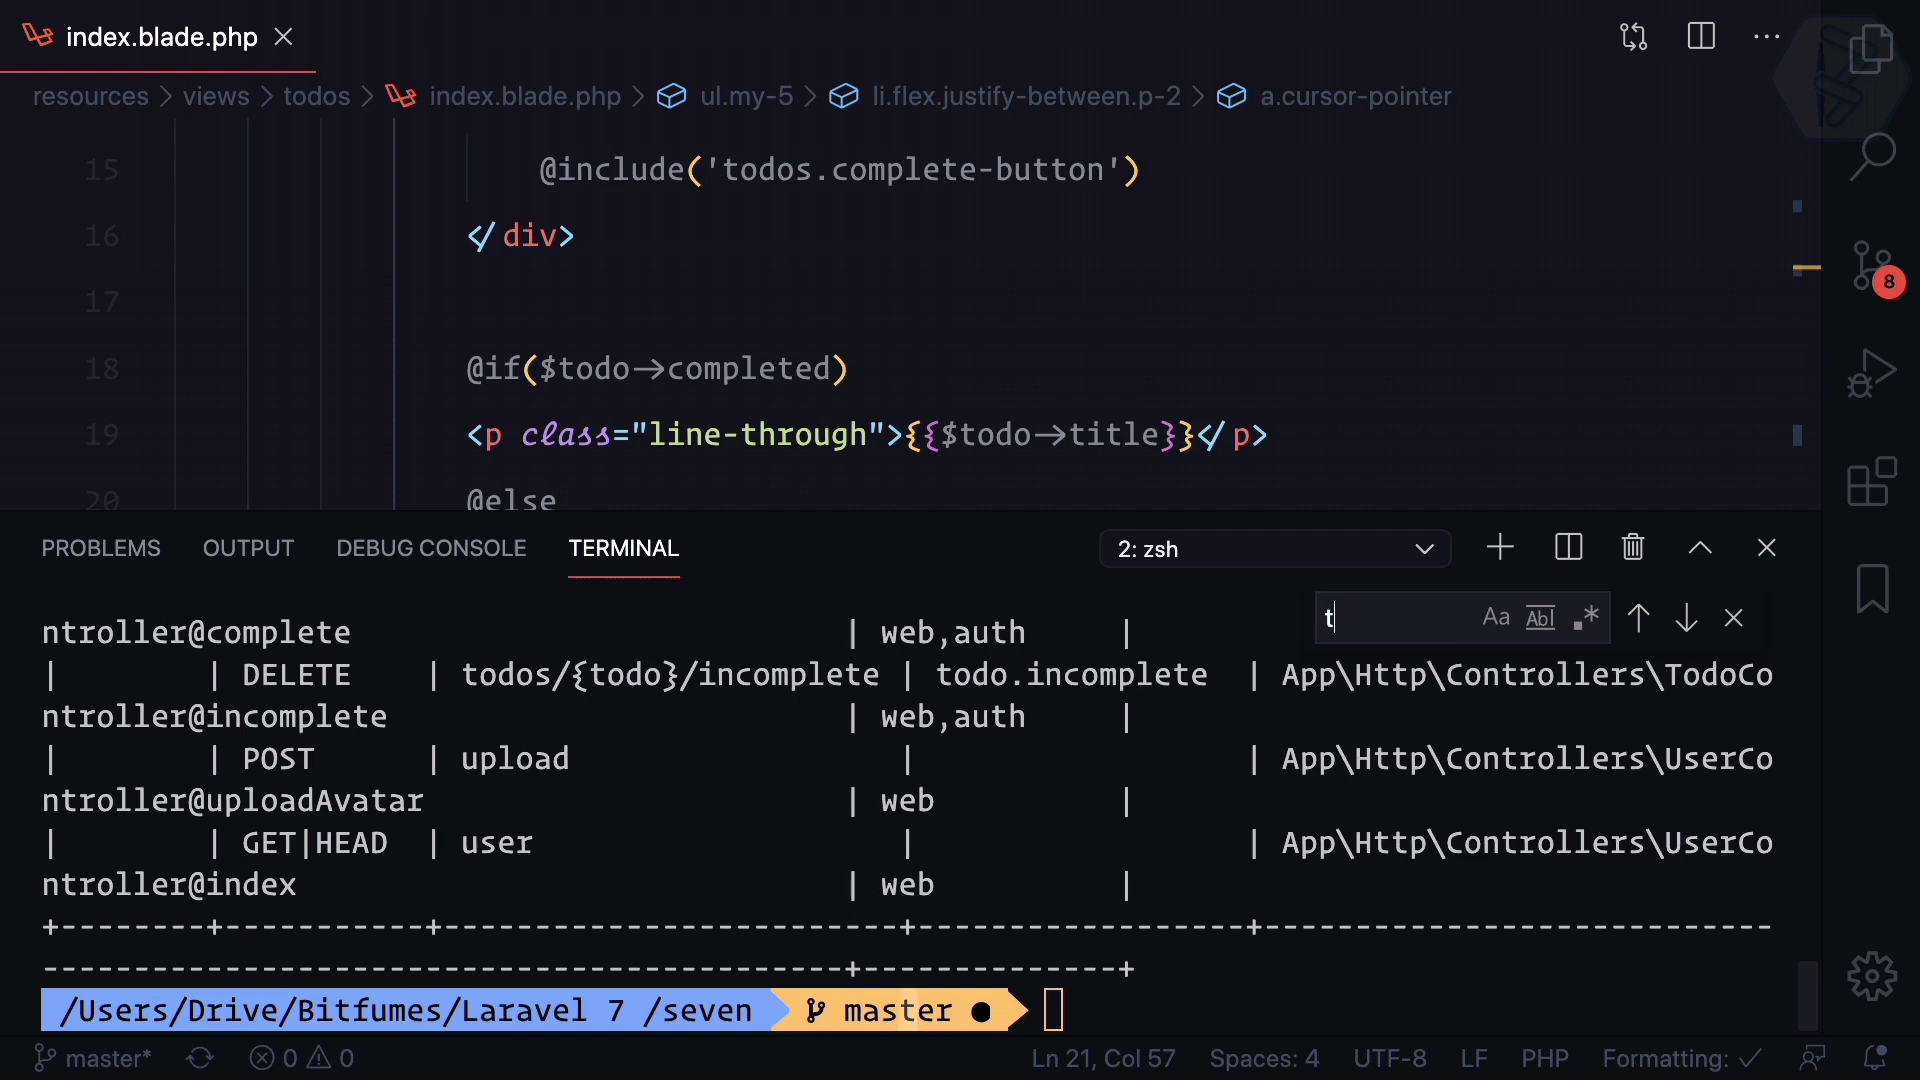 index.blade.php
resources > views > todos > index.blade.php > ul.my-5 > li.flex.justify-between.p-2 > a.cursor-pointer
15 @include('todos.complete-button')
16 </div>
17
18 @if($todo->completed)
19 <p class="line-through">{{$todo->title}}</p>
20 @else
8
PROBLEMS OUTPUT DEBUG CONSOLE TERMINAL 2: zsh
t Aa Abl .*
ntroller@complete | web,auth |
| | DELETE | todos/{todo}/incomplete | todo.incomplete | App\Http\Controllers\TodoCo
ntroller@incomplete | web,auth |
| | POST | upload | | App\Http\Controllers\UserCo
ntroller@uploadAvatar | web |
| | GET|HEAD | user | | App\Http\Controllers\UserCo
ntroller@index | web |
+--------+-----------+-------------------------+------------------+----------------------------
--------------------------------------------+--------------+
/Users/Drive/Bitfumes/Laravel 7 /seven master ●
master* 0 0 Ln 21, Col 57 Spaces: 4 UTF-8 LF PHP Formatting: ✓